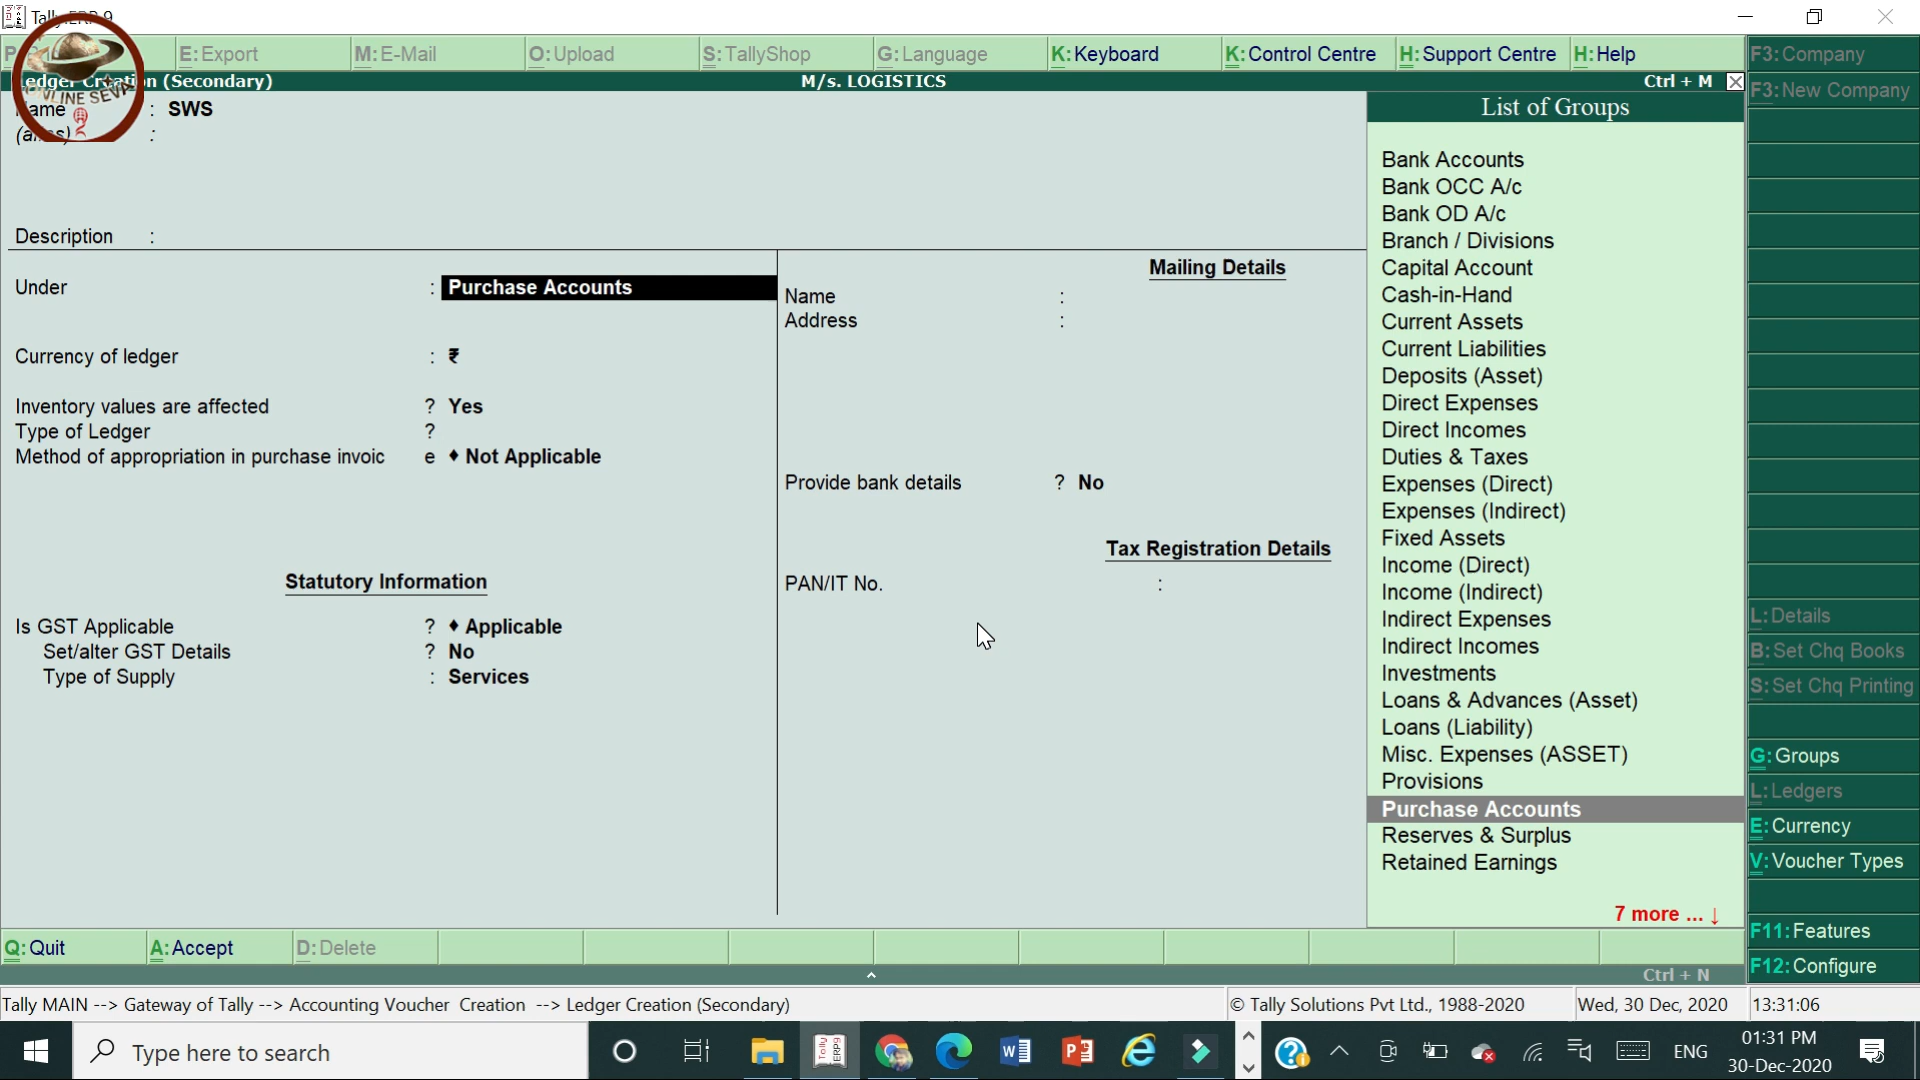 Tally.ERP 9
E: Export
M: E-Mail
O: Upload
S: TallyShop
G: Language
K: Keyboard
K: Control Centre
H: Support Centre
H: Help
Ledger Creation (Secondary)
M/s. LOGISTICS
Ctrl + M
ONLINE SEVA
Name : SWS
(alias) :
Description :
Under : Purchase Accounts
Currency of ledger : ₹
Inventory values are affected ? Yes
Type of Ledger ?
Method of appropriation in purchase invoic e ♦ Not Applicable
Statutory Information
Is GST Applicable ? ♦ Applicable
Set/alter GST Details ? No
Type of Supply : Services
Mailing Details
Name :
Address :
Provide bank details ? No
Tax Registration Details
PAN/IT No. :
List of Groups
Bank Accounts
Bank OCC A/c
Bank OD A/c
Branch / Divisions
Capital Account
Cash-in-Hand
Current Assets
Current Liabilities
Deposits (Asset)
Direct Expenses
Direct Incomes
Duties & Taxes
Expenses (Direct)
Expenses (Indirect)
Fixed Assets
Income (Direct)
Income (Indirect)
Indirect Expenses
Indirect Incomes
Investments
Loans & Advances (Asset)
Loans (Liability)
Misc. Expenses (ASSET)
Provisions
Purchase Accounts
Reserves & Surplus
Retained Earnings
7 more ... ↓
F3: Company
F3: New Company
L: Details
B: Set Chq Books
S: Set Chq Printing
G: Groups
L: Ledgers
E: Currency
V: Voucher Types
F11: Features
F12: Configure
Q: Quit
A: Accept
D: Delete
Ctrl + N
Tally MAIN --> Gateway of Tally --> Accounting Voucher Creation --> Ledger Creation (Secondary)
© Tally Solutions Pvt Ltd., 1988-2020
Wed, 30 Dec, 2020
13:31:06
Type here to search
ENG
01:31 PM
30-Dec-2020